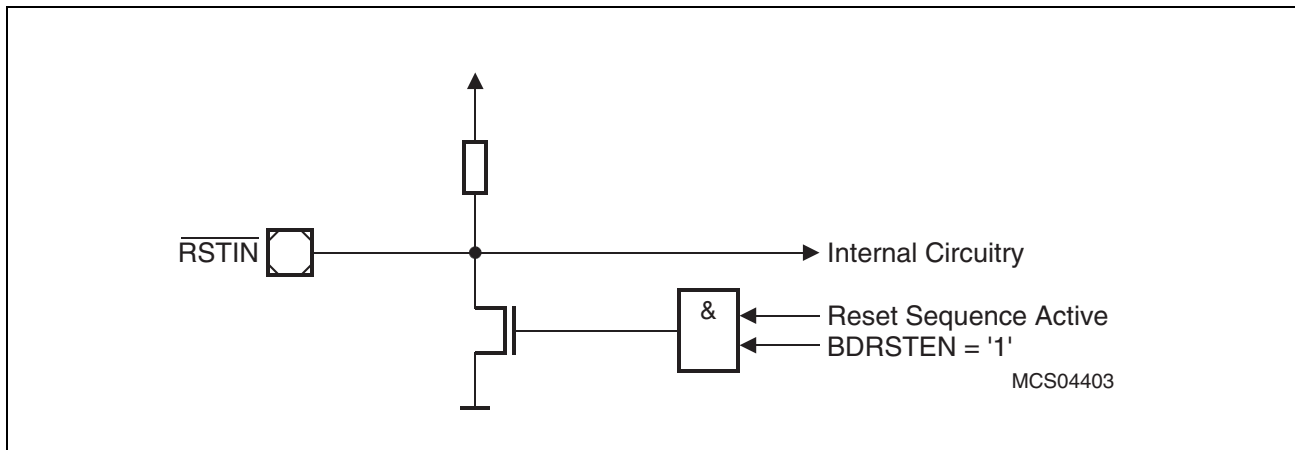 RSTIN
Internal Circuitry
&
Reset Sequence Active
BDRSTEN = '1'
MCS04403